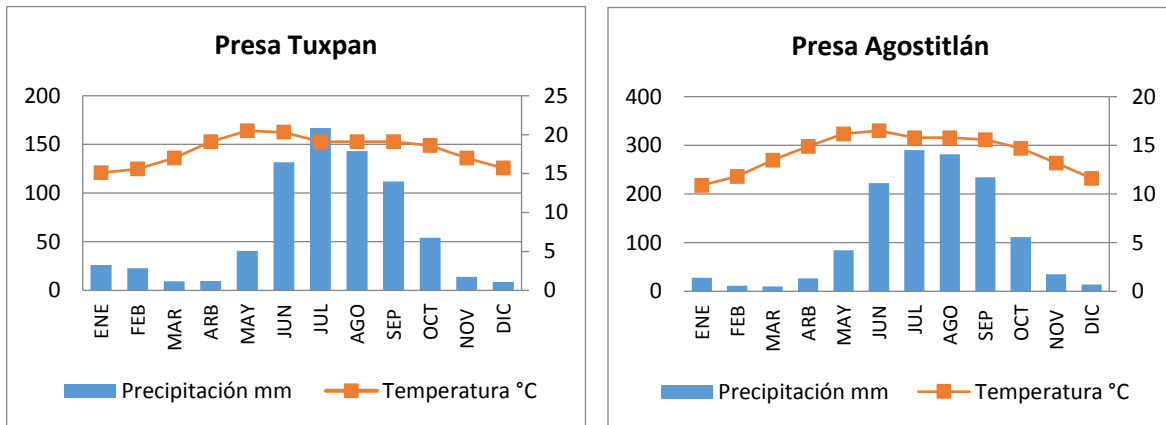 Presa Tuxpan
200
150
100
50
0
25
20
15
10
5
0
ENE
FEB
MAR
ARB
MAY
JUN
JUL
AGO
SEP
OCT
NOV
DIC
Precipitación mm
Temperatura °C
Presa Agostitlán
400
300
200
100
0
20
15
10
5
0
ENE
FEB
MAR
ARB
MAY
JUN
JUL
AGO
SEP
OCT
NOV
DIC
Precipitación mm
Temperatura °C